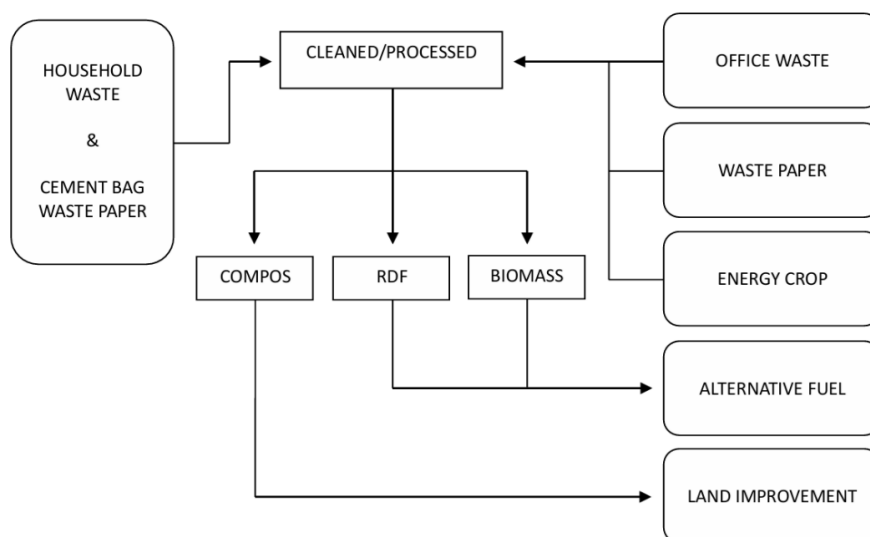 HOUSEHOLD
WASTE
&
CEMENT BAG
WASTE PAPER
CLEANED/PROCESSED
OFFICE WASTE
WASTE PAPER
ENERGY CROP
COMPOS
RDF
BIOMASS
ALTERNATIVE FUEL
LAND IMPROVEMENT